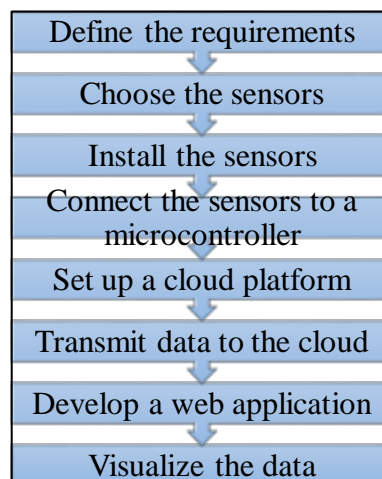 Define the requirements
Choose the sensors
Install the sensors
Connect the sensors to a
microcontroller
Set up a cloud platform
Transmit data to the cloud
Develop a web application
Visualize the data